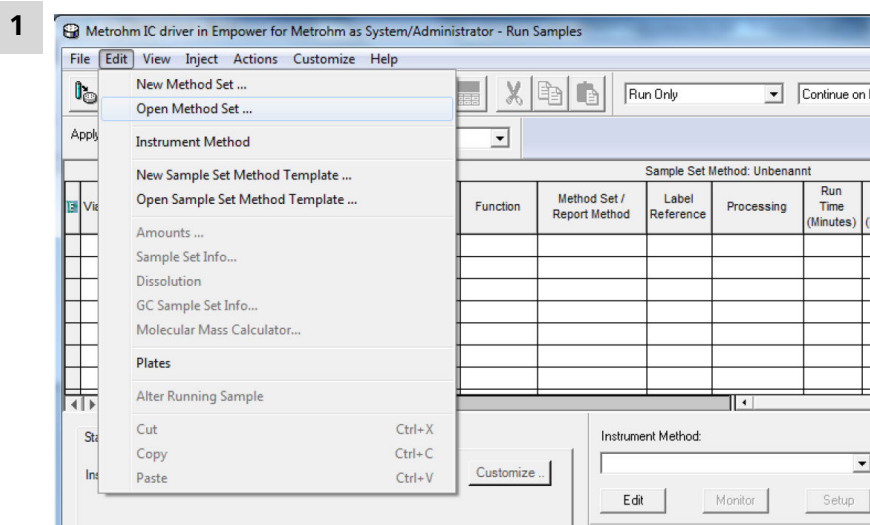 1
Metrohm IC driver in Empower for Metrohm as System/Administrator - Run Samples
File Edit View Inject Actions Customize Help
New Method Set ...
Open Method Set ...
Instrument Method
New Sample Set Method Template ...
Open Sample Set Method Template ...
Amounts ...
Sample Set Info...
Dissolution
GC Sample Set Info...
Molecular Mass Calculator...
Plates
Alter Running Sample
Cut Ctrl+X
Copy Ctrl+C
Paste Ctrl+V
Run Only
Continue on
Sample Set Method: Unbenannt
Function
Method Set /
Report Method
Label
Reference
Processing
Run
Time
(Minutes)
Customize ..
Instrument Method:
Edit Monitor Setup